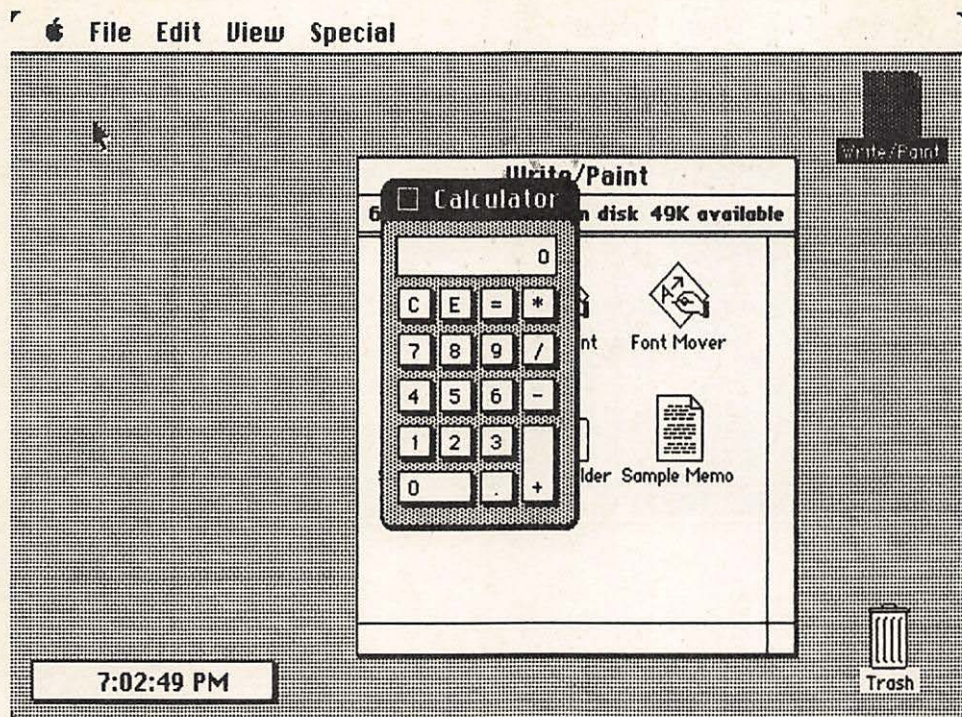 File Edit View Special
Write/Paint
Write/Paint
Calculator
6 n disk 49K available
0
C E = *
7 8 9 /
4 5 6 -
1 2 3
0 . +
nt Font Mover
lder Sample Memo
7:02:49 PM
Trash